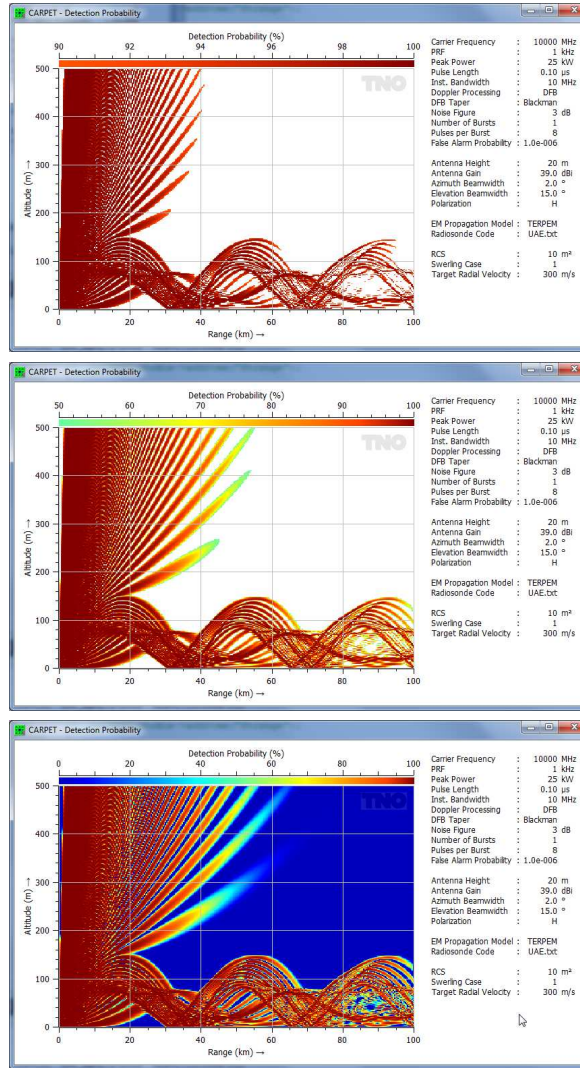 CARPET - Detection Probability
Detection Probability (%)
90 92 94 96 98 100
TNO
500
400
300
200
100
0
Altitude (m) →
0 20 40 60 80 100
Range (km) →
Carrier Frequency : 10000 MHz
PRF : 1 kHz
Peak Power : 25 kW
Pulse Length : 0.10 µs
Inst. Bandwidth : 10 MHz
Doppler Processing : DFB
DFB Taper : Blackman
Noise Figure : 3 dB
Number of Bursts : 1
Pulses per Burst : 8
False Alarm Probability : 1.0e-006
Antenna Height : 20 m
Antenna Gain : 39.0 dBi
Azimuth Beamwidth : 2.0 °
Elevation Beamwidth : 15.0 °
Polarization : H
EM Propagation Model : TERPEM
Radiosonde Code : UAE.txt
RCS : 10 m²
Swerling Case : 1
Target Radial Velocity : 300 m/s
CARPET - Detection Probability
Detection Probability (%)
50 60 70 80 90 100
TNO
500
400
300
200
100
0
Altitude (m) →
0 20 40 60 80 100
Range (km) →
Carrier Frequency : 10000 MHz
PRF : 1 kHz
Peak Power : 25 kW
Pulse Length : 0.10 µs
Inst. Bandwidth : 10 MHz
Doppler Processing : DFB
DFB Taper : Blackman
Noise Figure : 3 dB
Number of Bursts : 1
Pulses per Burst : 8
False Alarm Probability : 1.0e-006
Antenna Height : 20 m
Antenna Gain : 39.0 dBi
Azimuth Beamwidth : 2.0 °
Elevation Beamwidth : 15.0 °
Polarization : H
EM Propagation Model : TERPEM
Radiosonde Code : UAE.txt
RCS : 10 m²
Swerling Case : 1
Target Radial Velocity : 300 m/s
CARPET - Detection Probability
Detection Probability (%)
0 20 40 60 80 100
TNO
500
400
300
200
100
0
Altitude (m) →
0 20 40 60 80 100
Range (km) →
Carrier Frequency : 10000 MHz
PRF : 1 kHz
Peak Power : 25 kW
Pulse Length : 0.10 µs
Inst. Bandwidth : 10 MHz
Doppler Processing : DFB
DFB Taper : Blackman
Noise Figure : 3 dB
Number of Bursts : 1
Pulses per Burst : 8
False Alarm Probability : 1.0e-006
Antenna Height : 20 m
Antenna Gain : 39.0 dBi
Azimuth Beamwidth : 2.0 °
Elevation Beamwidth : 15.0 °
Polarization : H
EM Propagation Model : TERPEM
Radiosonde Code : UAE.txt
RCS : 10 m²
Swerling Case : 1
Target Radial Velocity : 300 m/s